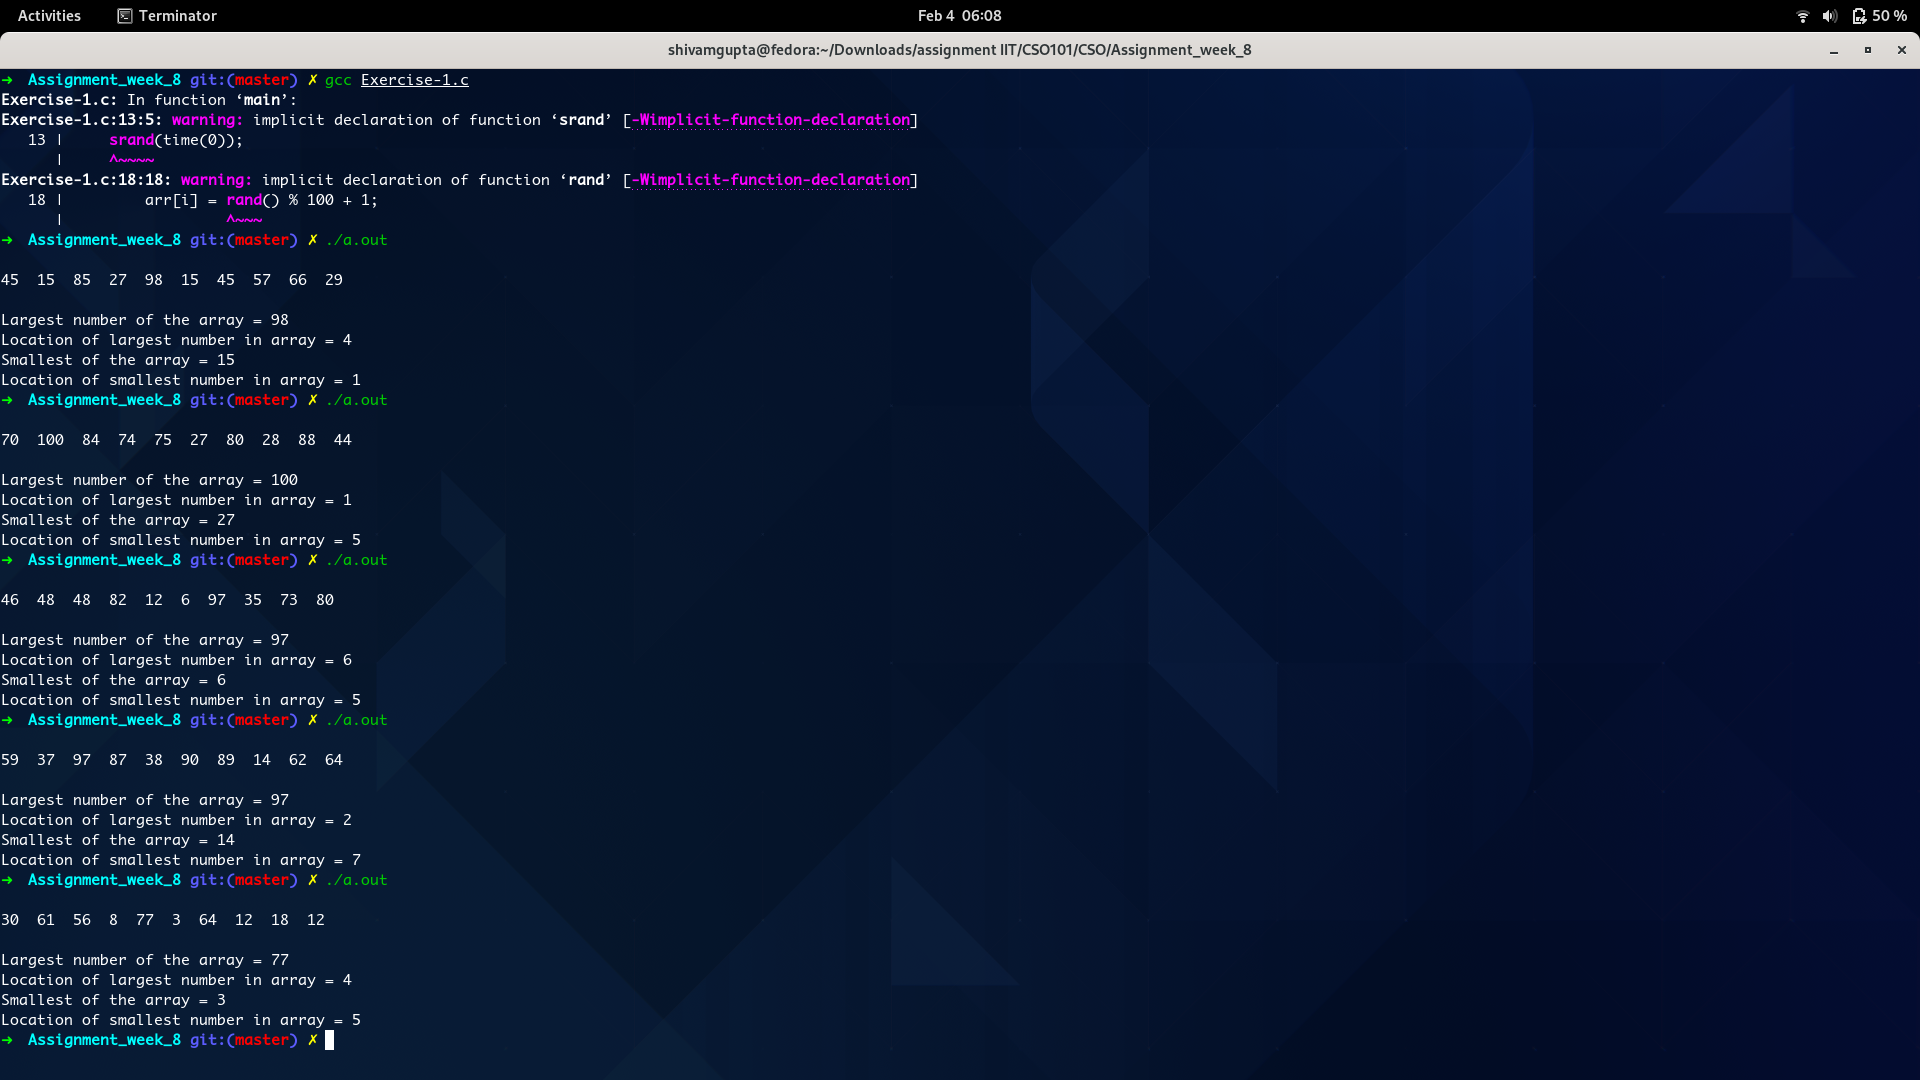 Activities Terminator Feb 4 06:08 50 %
shivamgupta@fedora:~/Downloads/assignment IIT/CSO101/CSO/Assignment_week_8
➜  Assignment_week_8 git:(master) ✗ gcc Exercise-1.c
Exercise-1.c: In function ‘main’:
Exercise-1.c:13:5: warning: implicit declaration of function ‘srand’ [-Wimplicit-function-declaration]
   13 |     srand(time(0));
      |     ^~~~~
Exercise-1.c:18:18: warning: implicit declaration of function ‘rand’ [-Wimplicit-function-declaration]
   18 |         arr[i] = rand() % 100 + 1;
      |                  ^~~~
➜  Assignment_week_8 git:(master) ✗ ./a.out
45  15  85  27  98  15  45  57  66  29
Largest number of the array = 98
Location of largest number in array = 4
Smallest of the array = 15
Location of smallest number in array = 1
➜  Assignment_week_8 git:(master) ✗ ./a.out
70  100  84  74  75  27  80  28  88  44
Largest number of the array = 100
Location of largest number in array = 1
Smallest of the array = 27
Location of smallest number in array = 5
➜  Assignment_week_8 git:(master) ✗ ./a.out
46  48  48  82  12  6  97  35  73  80
Largest number of the array = 97
Location of largest number in array = 6
Smallest of the array = 6
Location of smallest number in array = 5
➜  Assignment_week_8 git:(master) ✗ ./a.out
59  37  97  87  38  90  89  14  62  64
Largest number of the array = 97
Location of largest number in array = 2
Smallest of the array = 14
Location of smallest number in array = 7
➜  Assignment_week_8 git:(master) ✗ ./a.out
30  61  56  8  77  3  64  12  18  12
Largest number of the array = 77
Location of largest number in array = 4
Smallest of the array = 3
Location of smallest number in array = 5
➜  Assignment_week_8 git:(master) ✗